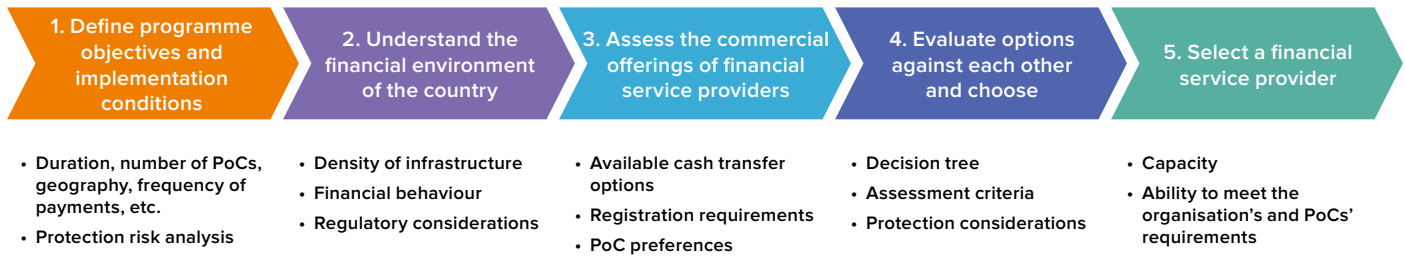 1. Define programme
objectives and
implementation
conditions
2. Understand the
financial environment
of the country
3. Assess the commercial
offerings of financial
service providers
4. Evaluate options
against each other
and choose
5. Select a financial
service provider
• Duration, number of PoCs,
geography, frequency of
payments, etc.
• Protection risk analysis
• Density of infrastructure
• Financial behaviour
• Regulatory considerations
• Available cash transfer
options
• Registration requirements
• PoC preferences
• Decision tree
• Assessment criteria
• Protection considerations
• Capacity
• Ability to meet the
organisation’s and PoCs’
requirements